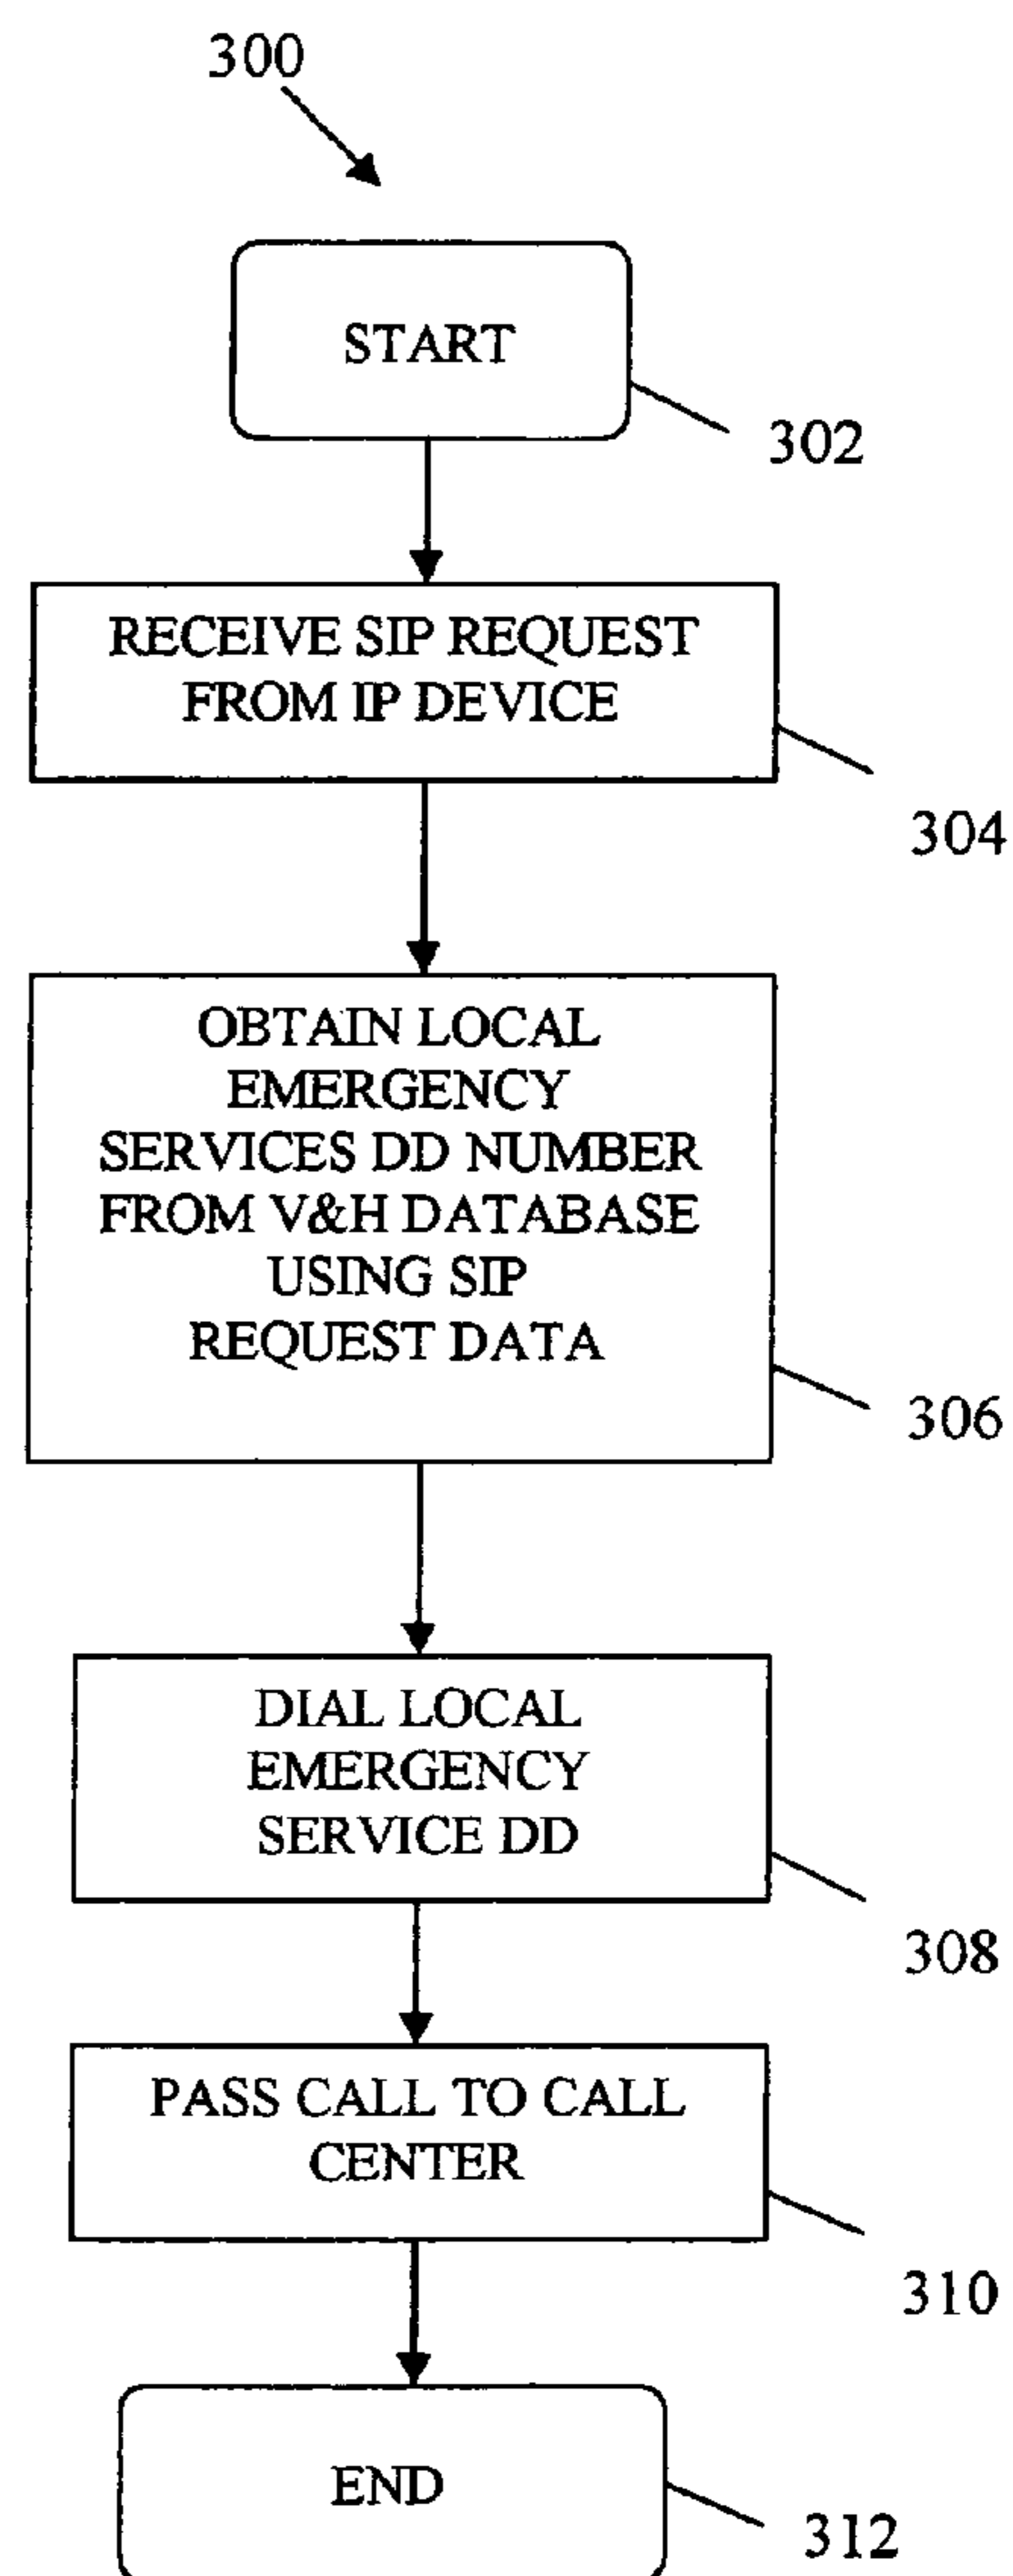 300
START
302
RECEIVE SIP REQUEST
FROM IP DEVICE
304
OBTAIN LOCAL
EMERGENCY
SERVICES DD NUMBER
FROM V&H DATABASE
USING SIP
REQUEST DATA
306
DIAL LOCAL
EMERGENCY
SERVICE DD
308
PASS CALL TO CALL
CENTER
310
END
312